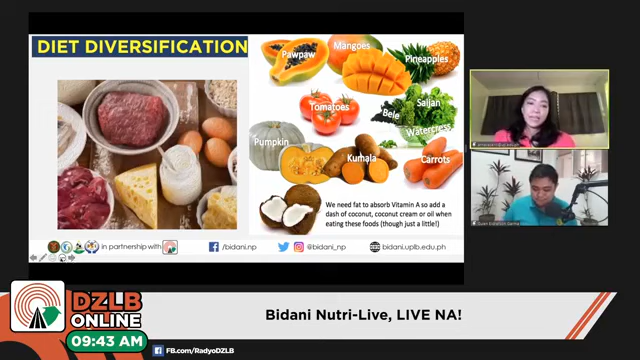 DIET DIVERSIFICATION
Pawpaw
Mangoes
Pineapples
Tomatoes
Bele
Saijan
Watercress
Pumpkin
Kumala
Carrots
We need fat to absorb Vitamin A so add a
dash of coconut, coconut cream or oil when
eating these foods (though just a little!)
in partnership with
/bidani.np
@bidani_np
bidani.uplb.edu.ph
DZLB
ONLINE
09:43 AM
Bidani Nutri-Live, LIVE NA!
FB.com/RadyoDZLB